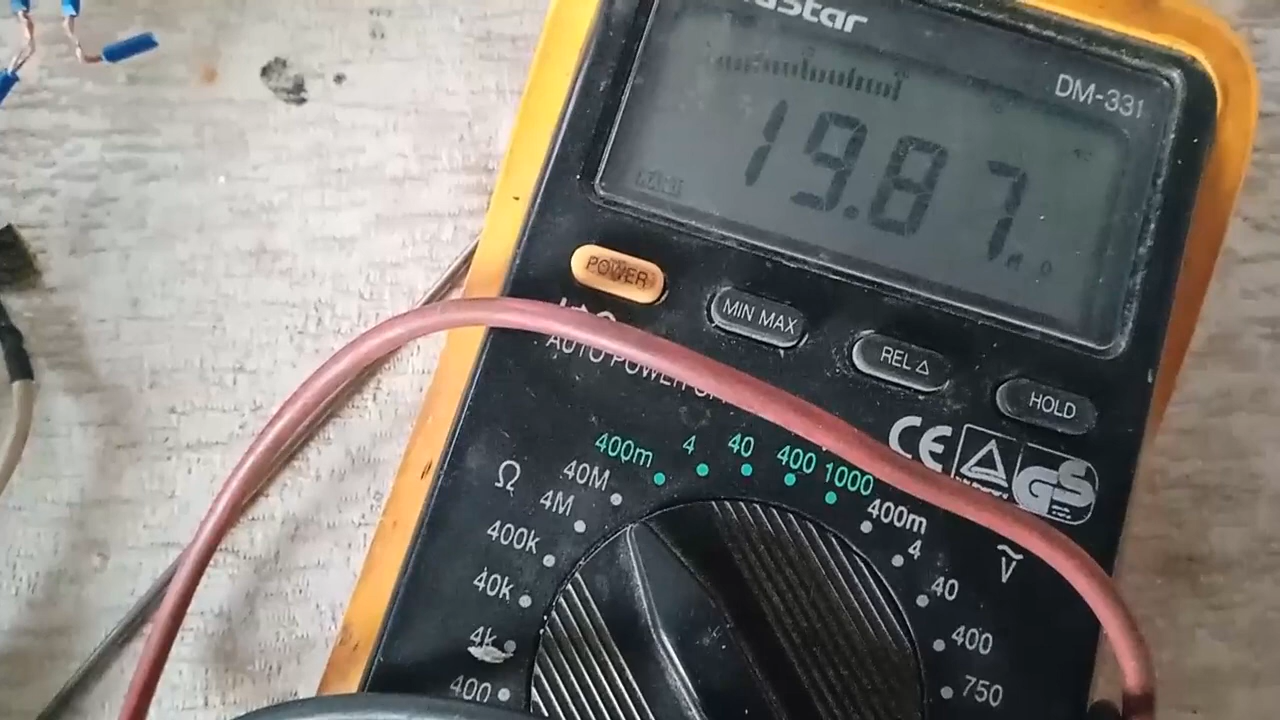 DM-331
19.87
POWER
MIN MAX
REL △
HOLD
AUTO POWER
CE
GS
Ω
400m
4
40
400
1000
40M
4M
400k
40k
4k
400
400m
4
40
400
750
Ṽ